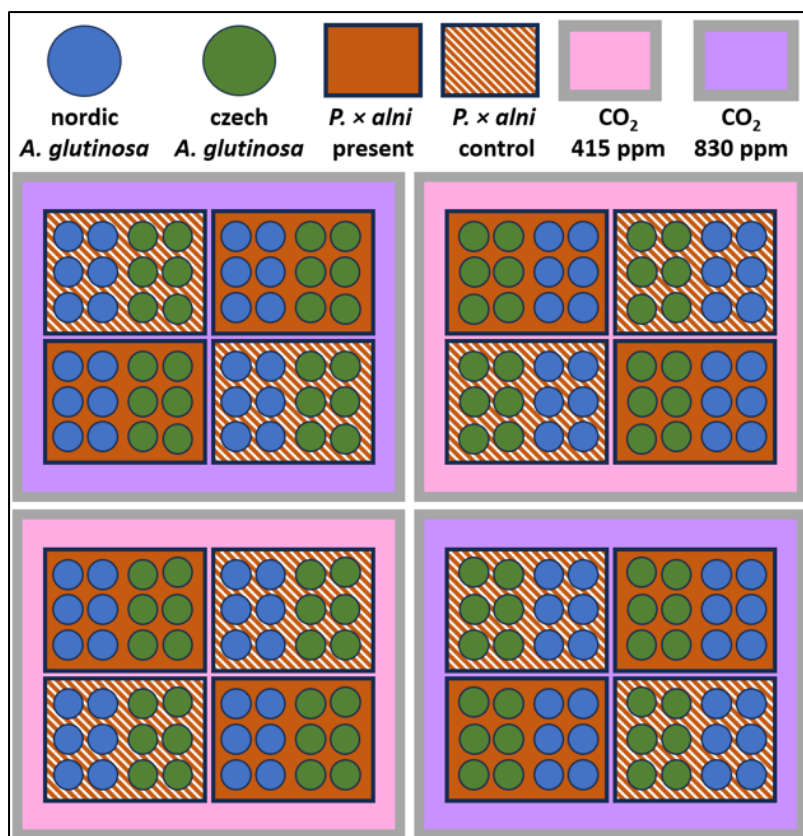 nordic czech P. × alni P. × alni CO₂ CO₂
A. glutinosa A. glutinosa present control 415 ppm 830 ppm